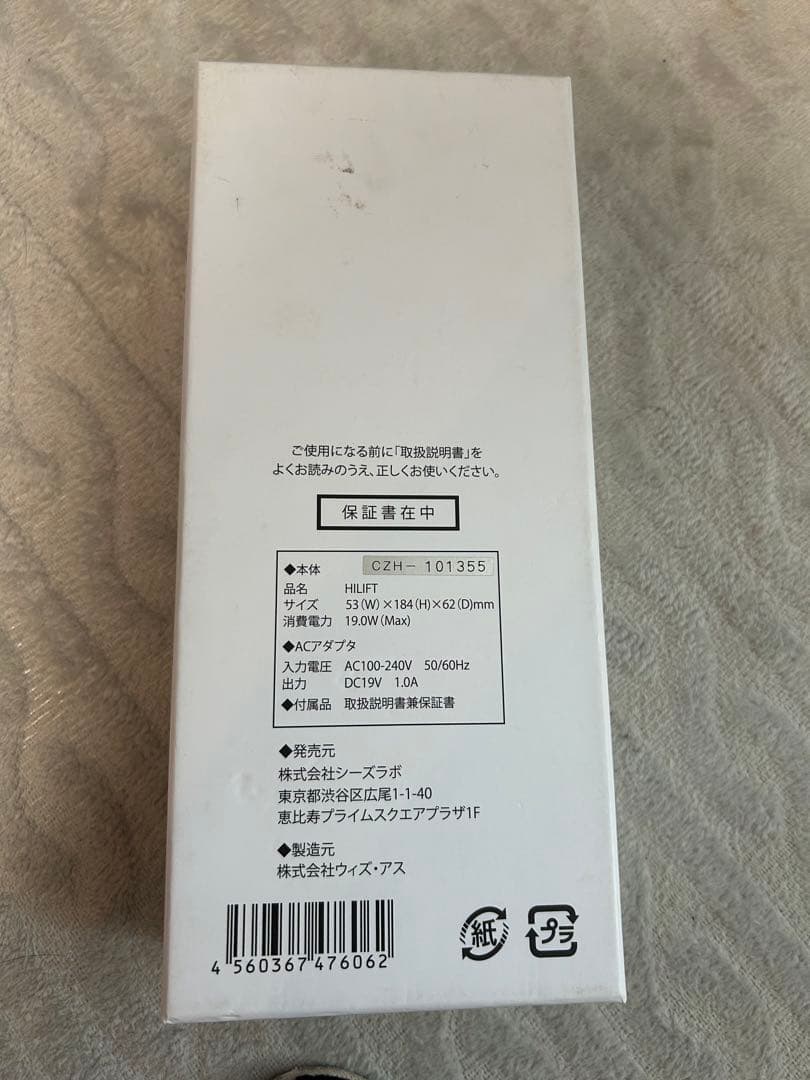 ご使用になる前に「取扱説明書」を
よくお読みのうえ、正しくお使いください。
保証書在中
◆本体 CZH- 101355
品名 HILIFT
サイズ 53(W)×184(H)×62(D)mm
消費電力 19.0W(Max)
◆ACアダプタ
入力電圧 AC100-240V 50/60Hz
出力 DC19V 1.0A
◆付属品 取扱説明書兼保証書
◆発売元
株式会社シーズラボ
東京都渋谷区広尾1-1-40
恵比寿プライムスクエアプラザ1F
◆製造元
株式会社ウィズ・アス
4 560367 476062
紙 プラ